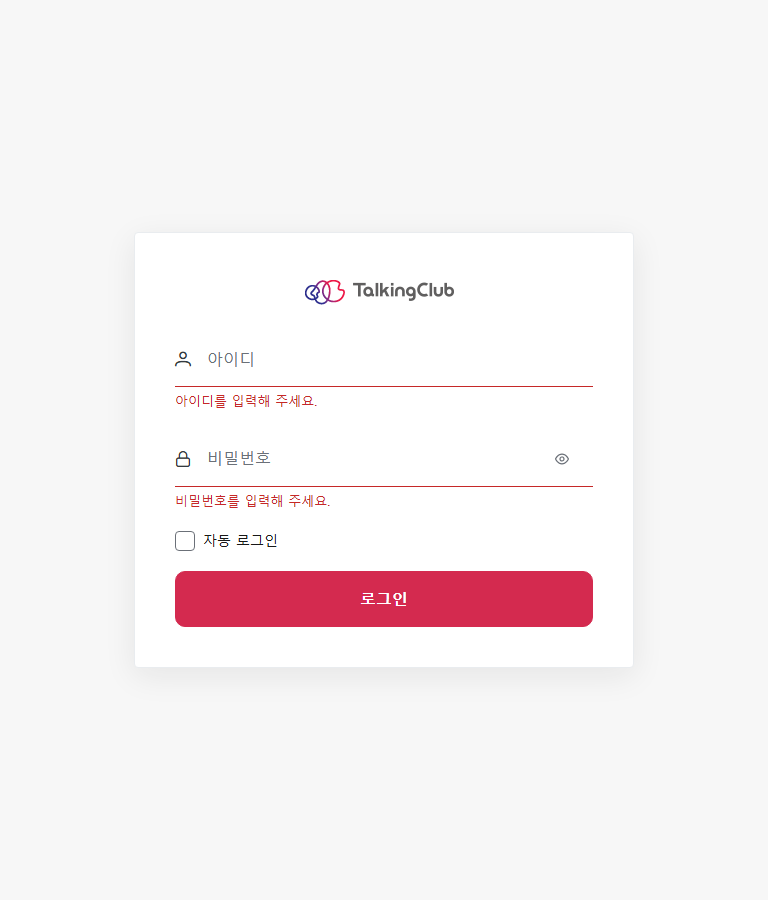 TalkingClub
아이디
아이디를 입력해 주세요.
비밀번호
비밀번호를 입력해 주세요.
자동 로그인
로그인